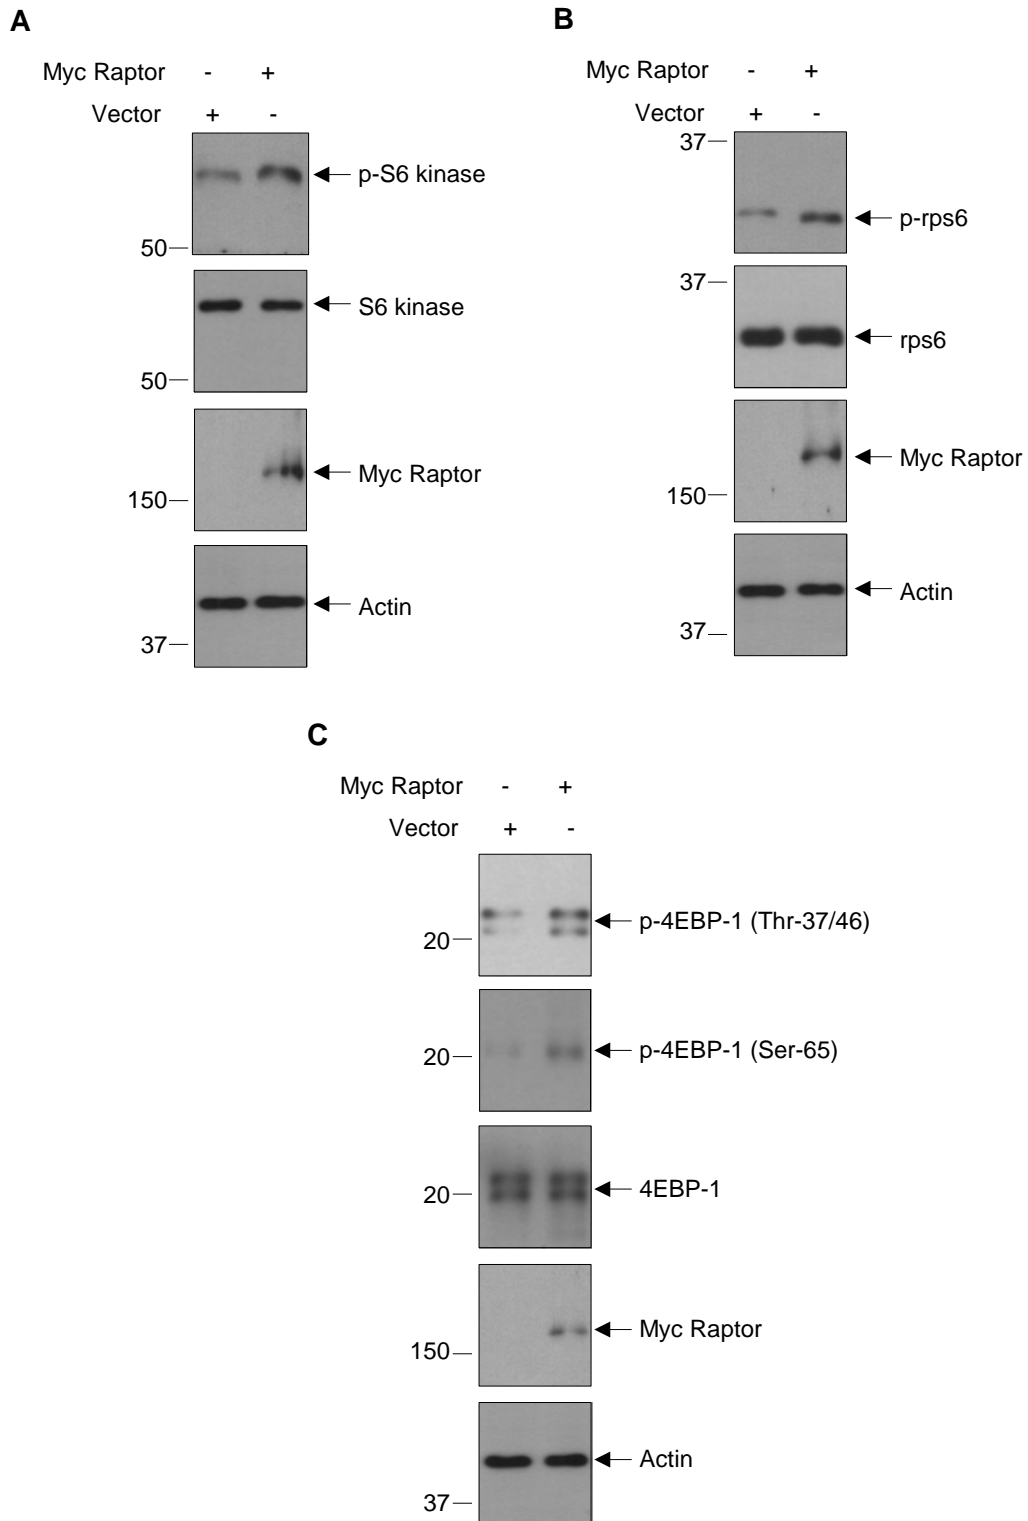 A
Myc Raptor - +
Vector + -
p-S6 kinase
50
S6 kinase
50
Myc Raptor
150
Actin
37
B
Myc Raptor - +
Vector + -
37
p-rps6
37
rps6
Myc Raptor
150
Actin
37
C
Myc Raptor - +
Vector + -
p-4EBP-1 (Thr-37/46)
20
p-4EBP-1 (Ser-65)
20
4EBP-1
20
Myc Raptor
150
Actin
37